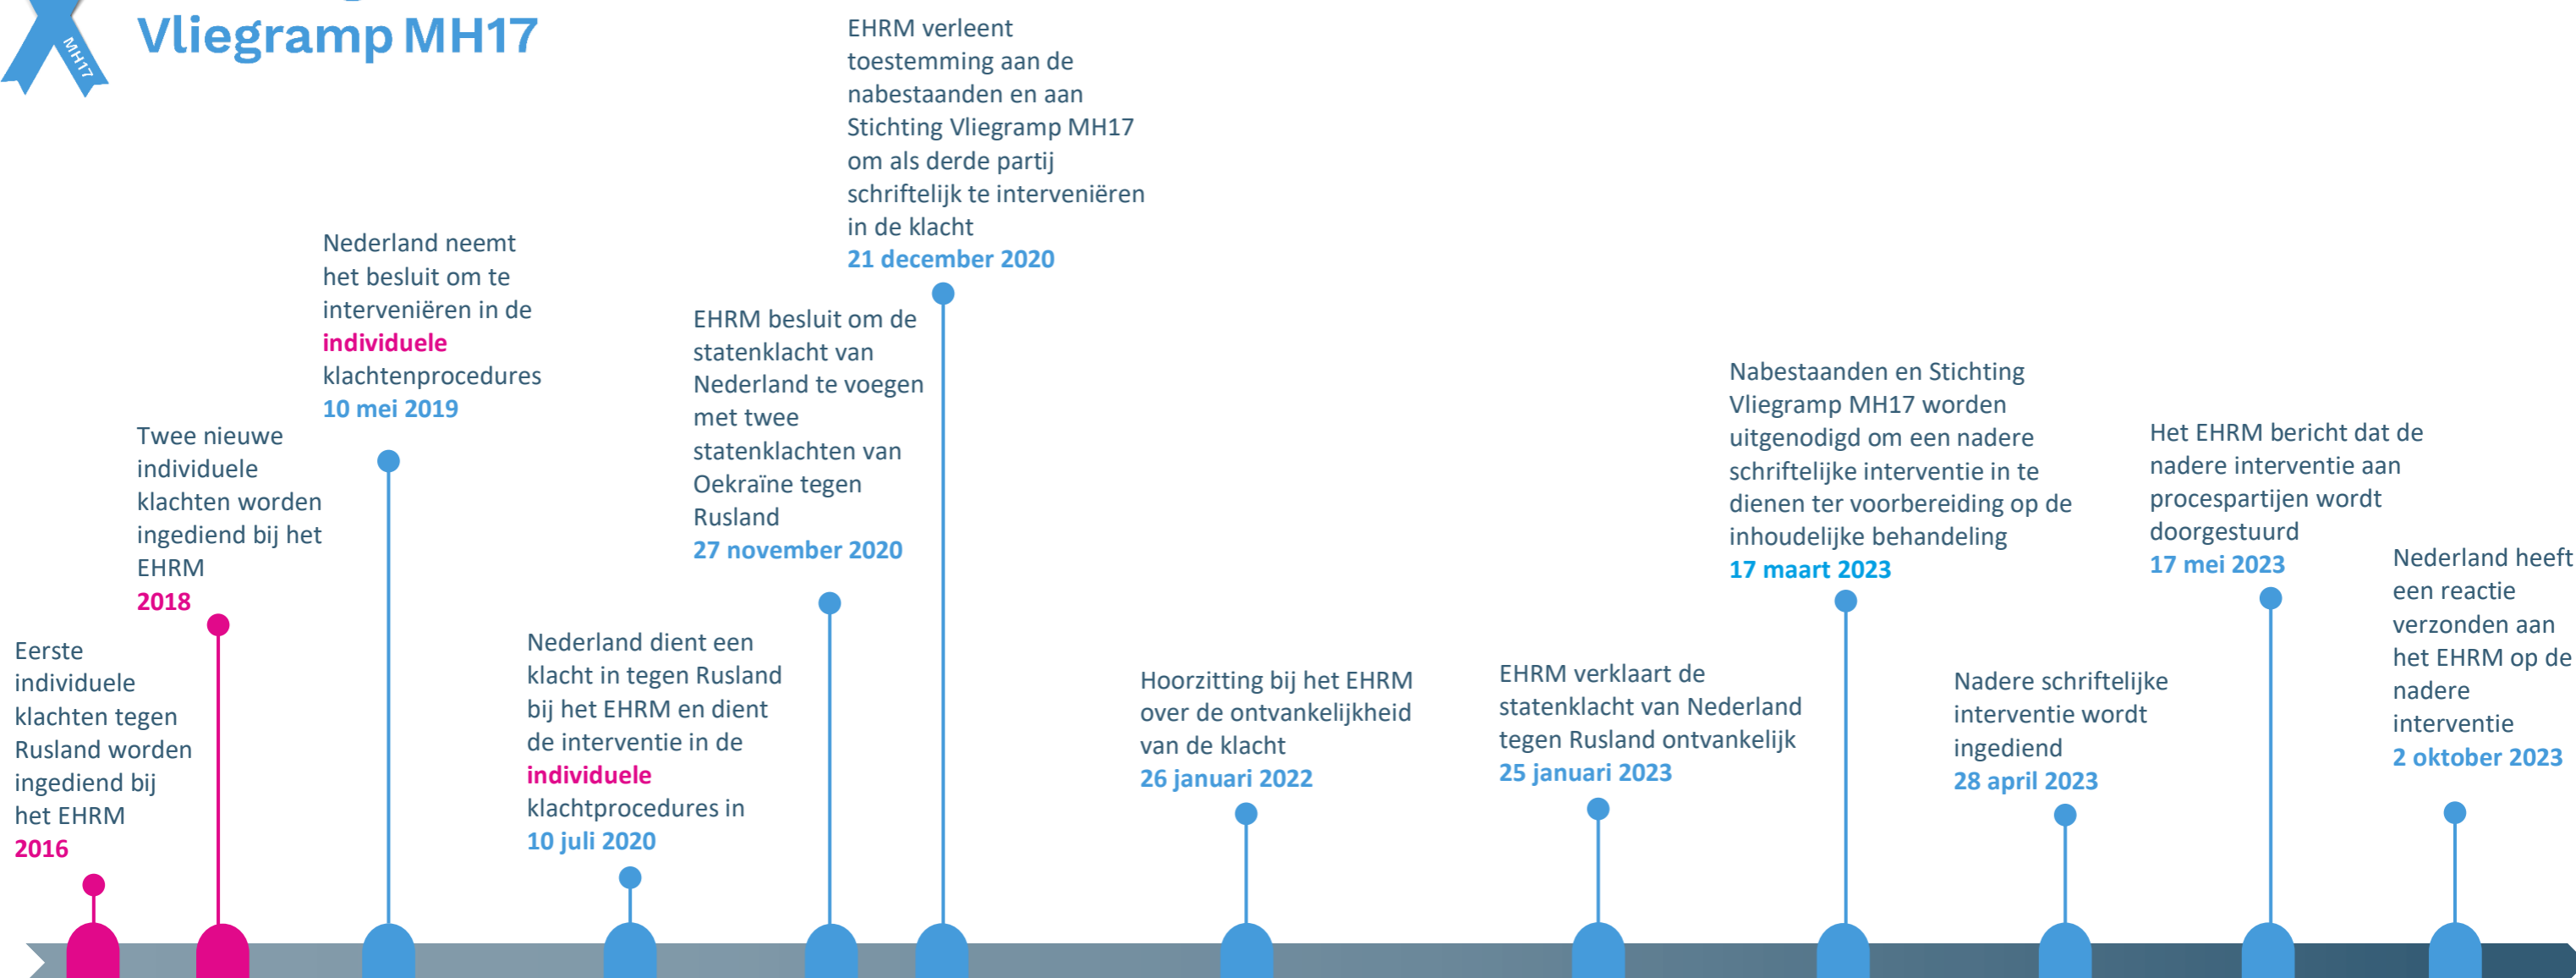 Vliegramp MH17
MH17
Eerste
individuele
klachten tegen
Rusland worden
ingediend bij
het EHRM
2016
Twee nieuwe
individuele
klachten worden
ingediend bij het
EHRM
2018
Nederland neemt
het besluit om te
interveniëren in de
individuele
klachtenprocedures
10 mei 2019
Nederland dient een
klacht in tegen Rusland
bij het EHRM en dient
de interventie in de
individuele
klachtprocedures in
10 juli 2020
EHRM besluit om de
statenklacht van
Nederland te voegen
met twee
statenklachten van
Oekraïne tegen
Rusland
27 november 2020
EHRM verleent
toestemming aan de
nabestaanden en aan
Stichting Vliegramp MH17
om als derde partij
schriftelijk te interveniëren
in de klacht
21 december 2020
Hoorzitting bij het EHRM
over de ontvankelijkheid
van de klacht
26 januari 2022
EHRM verklaart de
statenklacht van Nederland
tegen Rusland ontvankelijk
25 januari 2023
Nabestaanden en Stichting
Vliegramp MH17 worden
uitgenodigd om een nadere
schriftelijke interventie in te
dienen ter voorbereiding op de
inhoudelijke behandeling
17 maart 2023
Nadere schriftelijke
interventie wordt
ingediend
28 april 2023
Het EHRM bericht dat de
nadere interventie aan
procespartijen wordt
doorgestuurd
17 mei 2023
Nederland heeft
een reactie
verzonden aan
het EHRM op de
nadere
interventie
2 oktober 2023